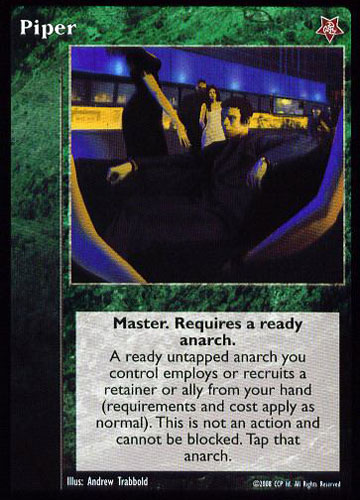 Piper
Master. Requires a ready
anarch.
A ready untapped anarch you
control employs or recruits a
retainer or ally from your hand
(requirements and cost apply as
normal). This is not an action and
cannot be blocked. Tap that
anarch.
Illus: Andrew Trabbold
©2008 CCP hf. All Rights Reserved